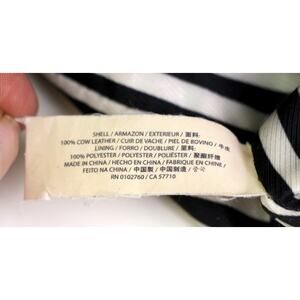 SHELL / ARMAZON / EXTERIEUR / 面料:
100% COW LEATHER / CUIR DE VACHE / PIEL DE BOVINO / 牛皮
LINING / FORRO / DOUBLURE / 里料:
100% POLYESTER / POLYESTER / POLIÉSTER / 聚酯纤维
MADE IN CHINA / HECHO EN CHINA / FABRIQUE EN CHINE /
FEITO NA CHINA / 中国製 / 中国制造 / 중국
RN 0102760 / CA 57710